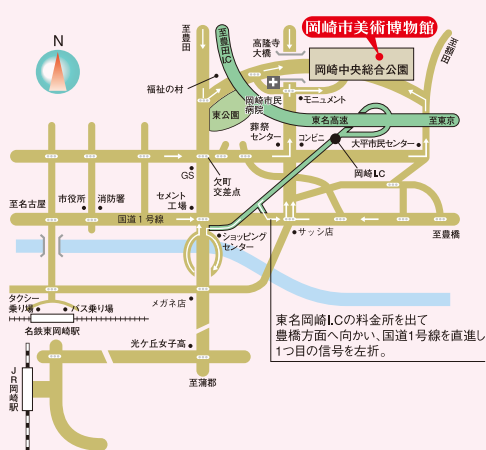 N
至豊田
至豊田I.C
高隆寺
大橋
岡崎市美術博物館
岡崎中央総合公園
至額田
福祉の村
岡崎市民
病院
モニュメント
東公園
東名高速
至東京
葬祭
センター
コンビニ
大平市民センター
GS
欠町
交差点
岡崎I.C
至名古屋
市役所
消防署
セメント
工場
国道1号線
ショッピング
センター
サッシ店
至豊橋
タクシー
乗り場
バス乗り場
メガネ店
名鉄東岡崎駅
東名岡崎I.Cの料金所を出て
豊橋方面へ向かい、国道1号線を直進し
1つ目の信号を左折。
光ケ丘女子高
JR岡崎駅
至蒲郡